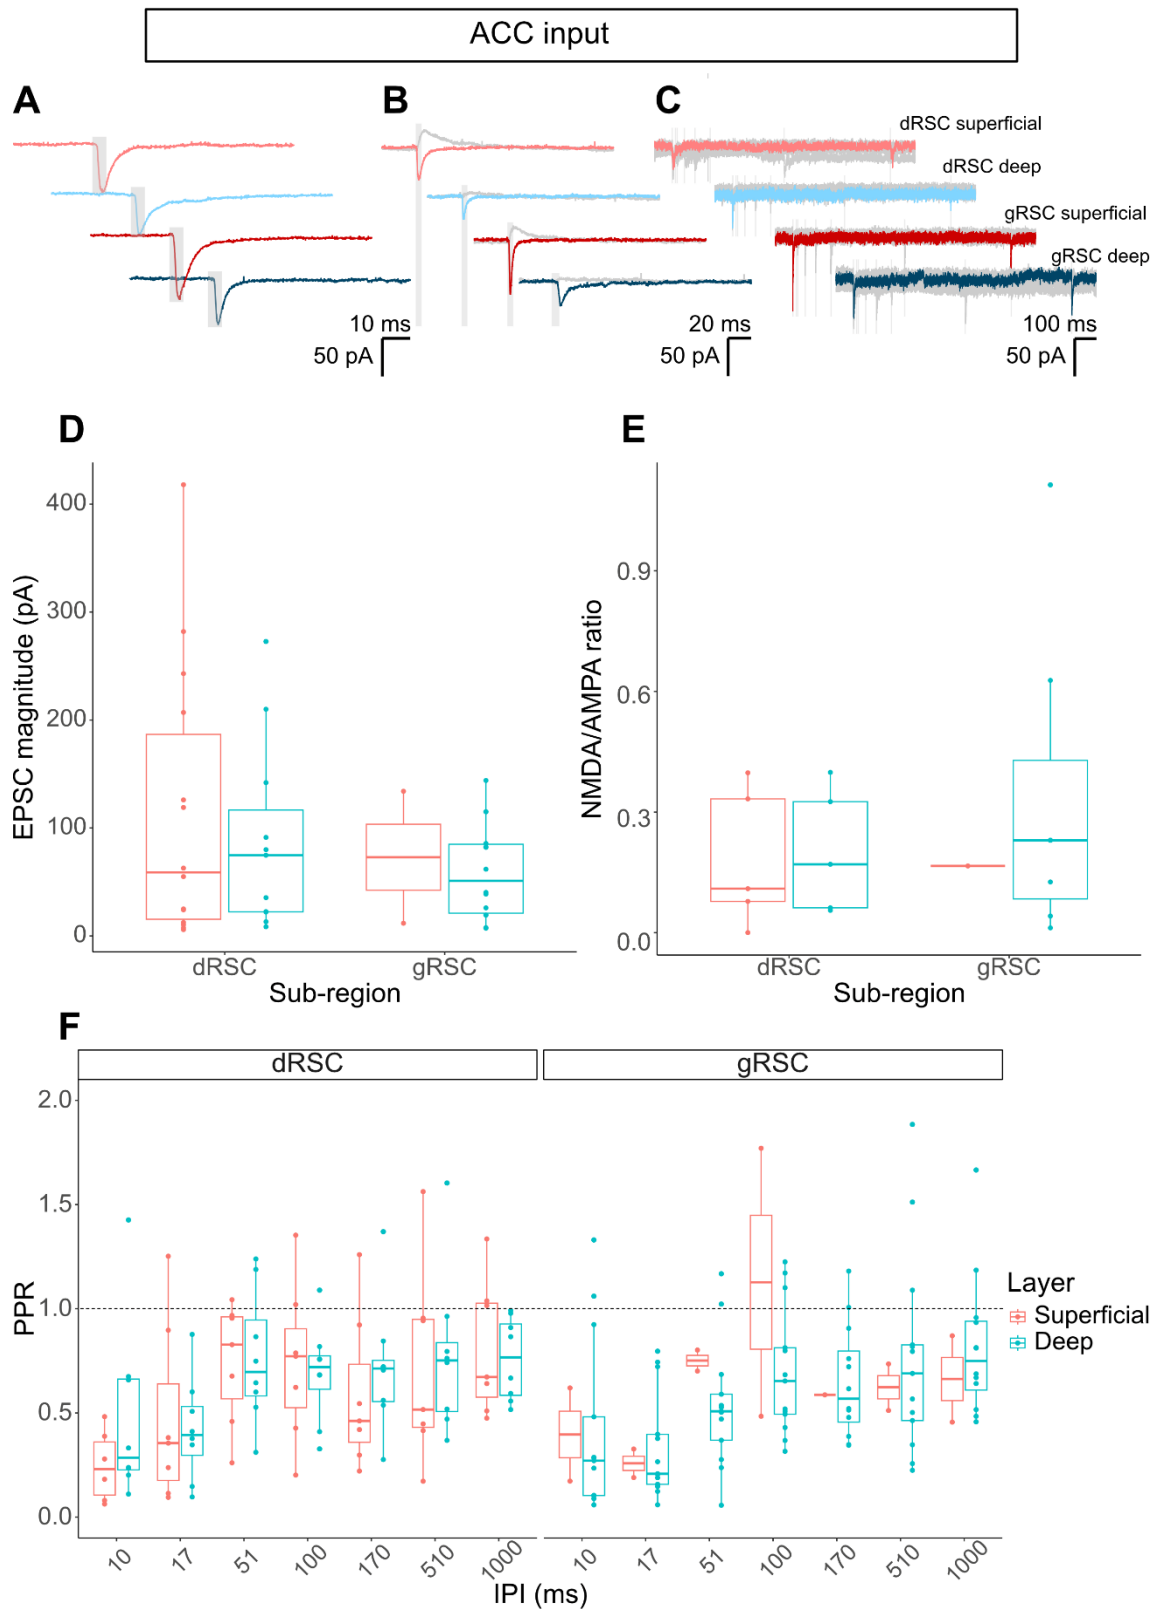 ACC input
A
B
C
dRSC superficial
dRSC deep
gRSC superficial
gRSC deep
10 ms
50 pA
20 ms
50 pA
100 ms
50 pA
D
E
EPSC magnitude (pA)
400
300
200
100
0
dRSC
gRSC
Sub-region
NMDA/AMPA ratio
0.9
0.6
0.3
0.0
dRSC
gRSC
Sub-region
F
dRSC
gRSC
PPR
2.0
1.5
1.0
0.5
0.0
10
17
51
100
170
510
1000
10
17
51
100
170
510
1000
IPI (ms)
Layer
Superficial
Deep